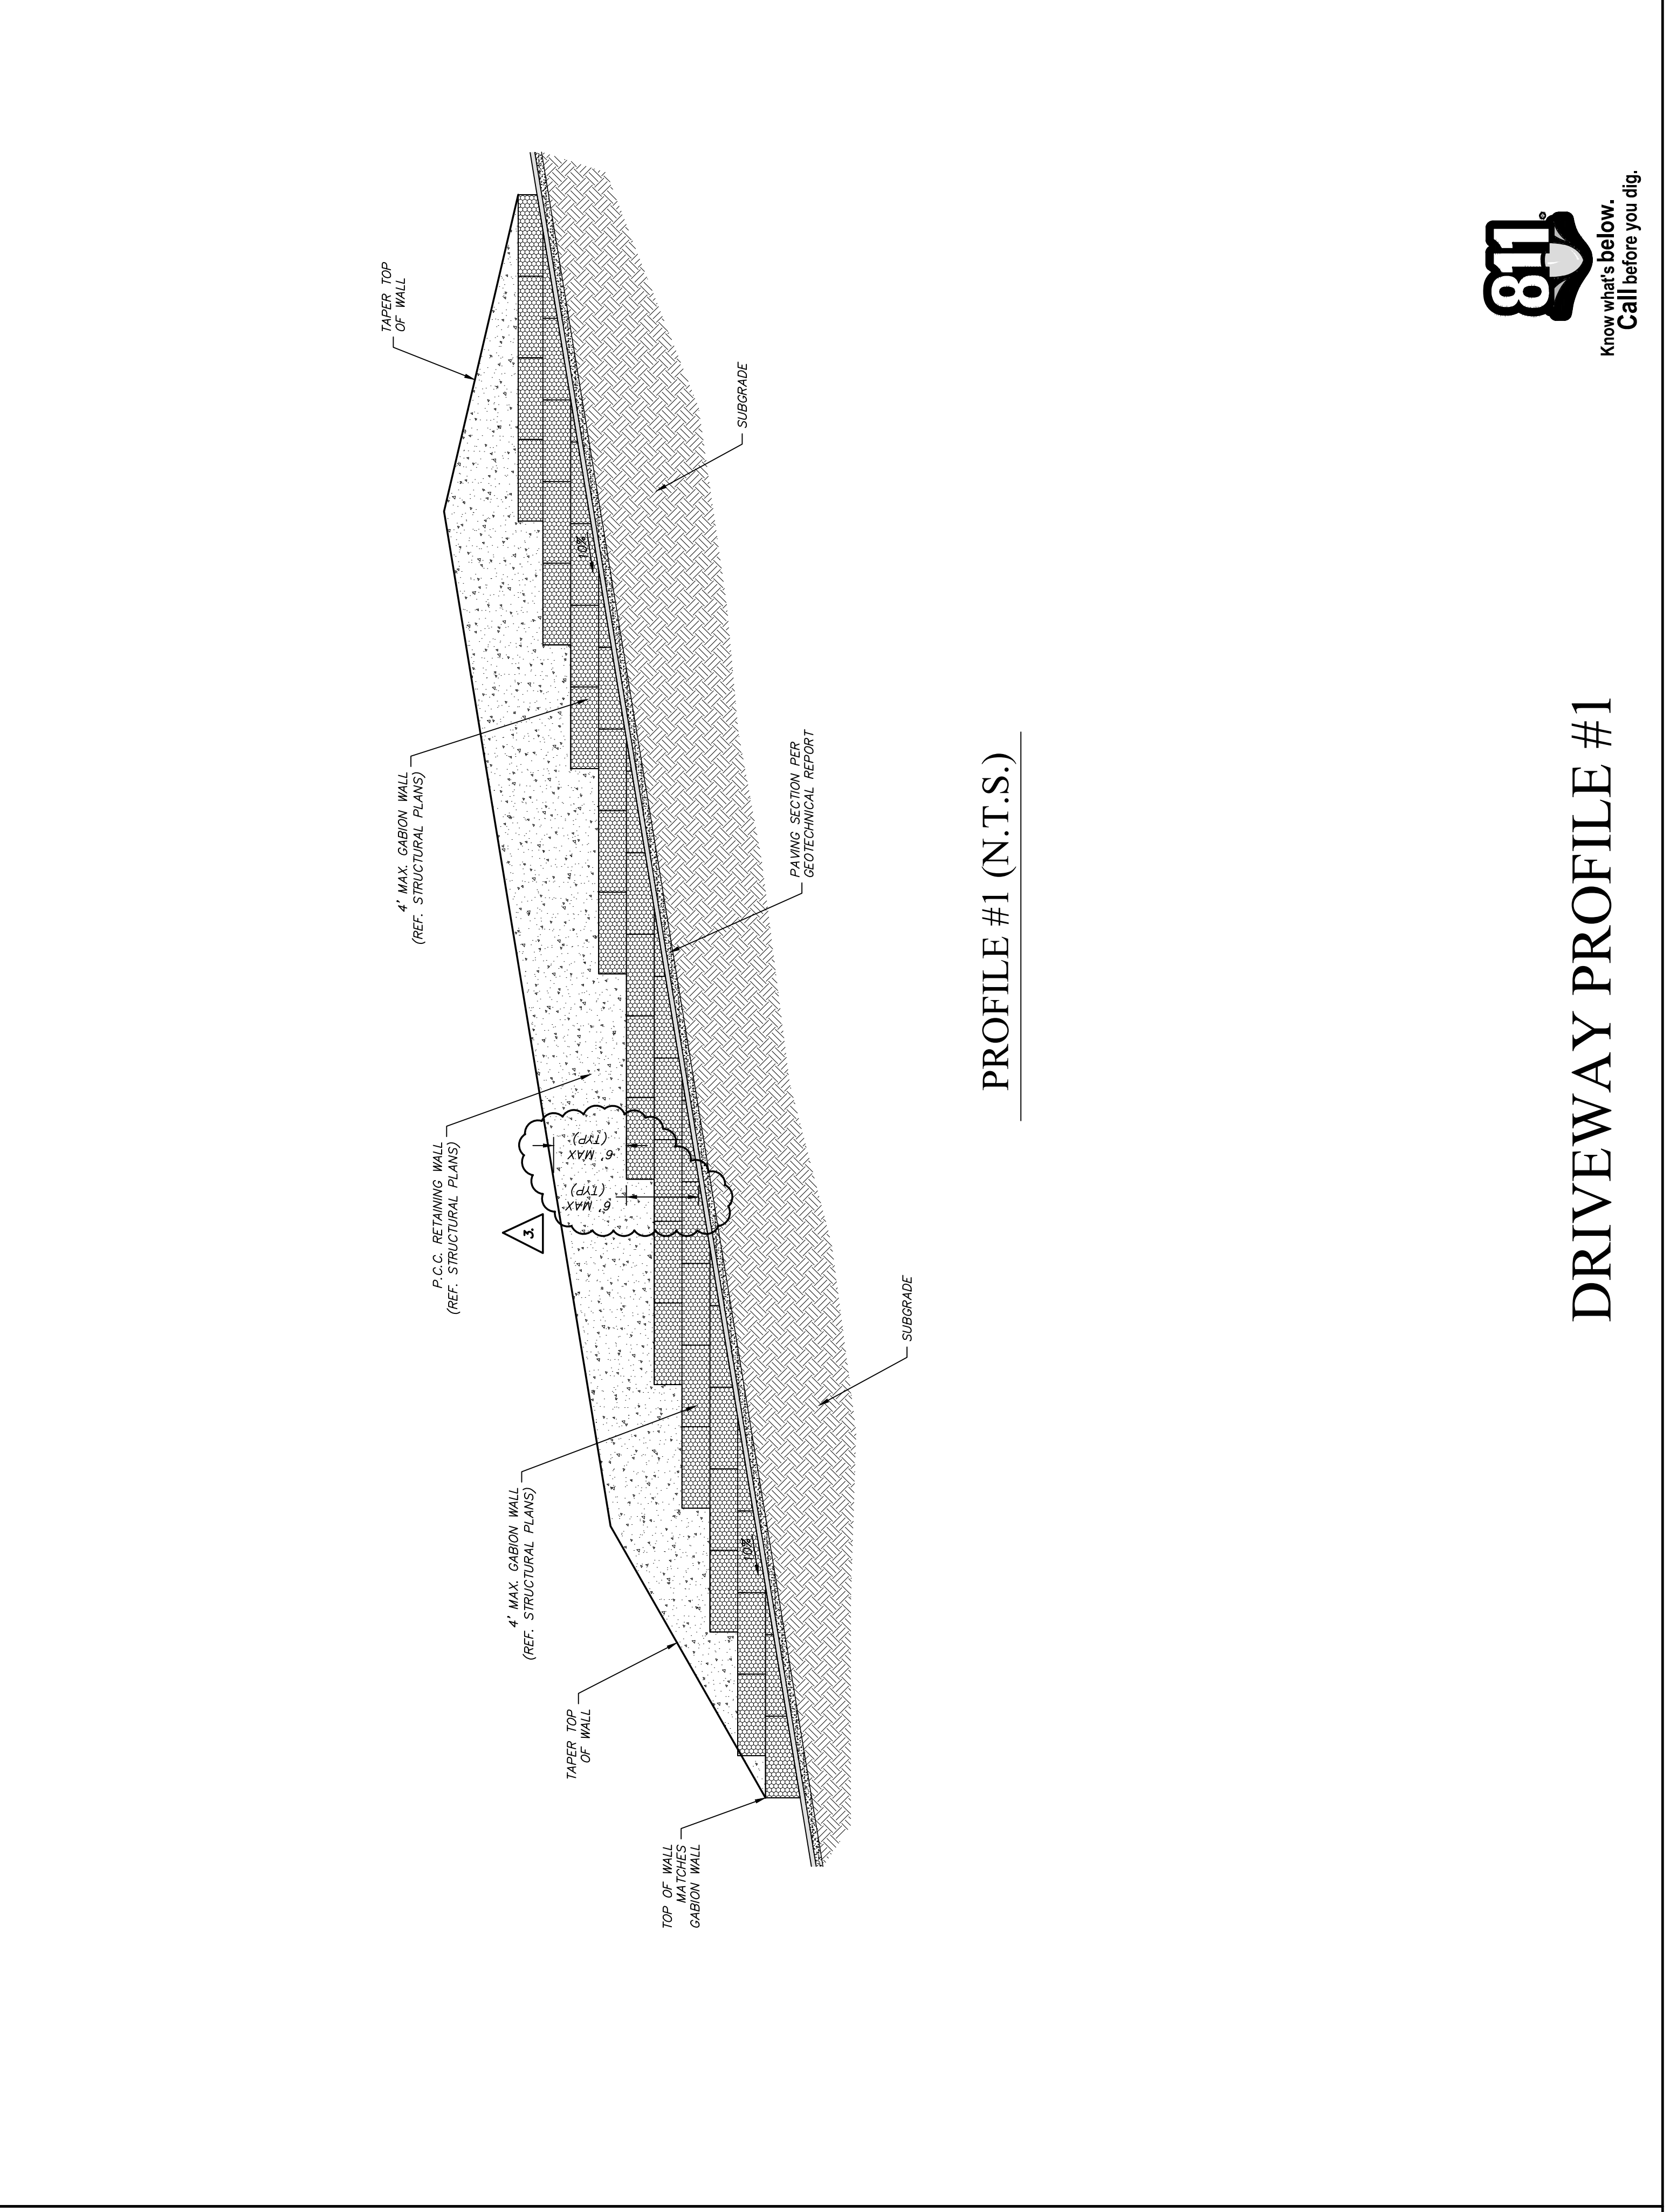 TAPER TOP
OF WALL
4' MAX. GABION WALL
(REF. STRUCTURAL PLANS)
P.C.C. RETAINING WALL
(REF. STRUCTURAL PLANS)
3.
4' MAX. GABION WALL
(REF. STRUCTURAL PLANS)
TAPER TOP
OF WALL
TOP OF WALL
MATCHES
GABION WALL
6' MAX
(TYP)
6' MAX
(TYP)
10%
10%
SUBGRADE
PAVING SECTION PER
GEOTECHNICAL REPORT
SUBGRADE
PROFILE #1 (N.T.S.)
DRIVEWAY PROFILE #1
811
®
Know what's below.
Call before you dig.